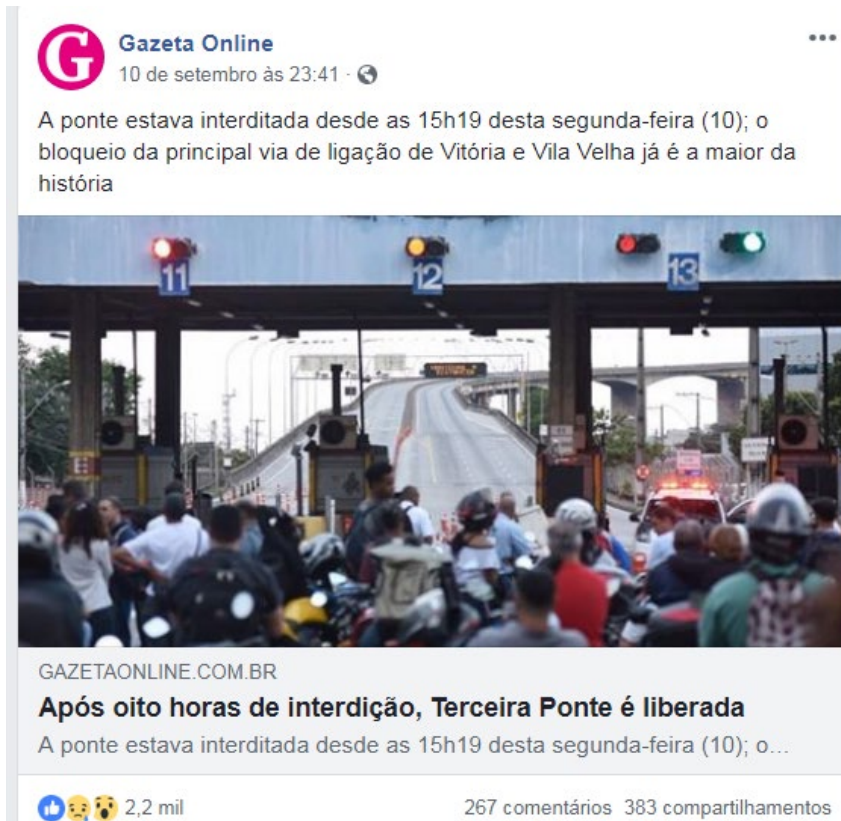 G
Gazeta Online
10 de setembro às 23:41 ·
A ponte estava interditada desde as 15h19 desta segunda-feira (10); o
bloqueio da principal via de ligação de Vitória e Vila Velha já é a maior da
história
11 12 13
GAZETAONLINE.COM.BR
Após oito horas de interdição, Terceira Ponte é liberada
A ponte estava interditada desde as 15h19 desta segunda-feira (10); o...
2,2 mil 267 comentários 383 compartilhamentos